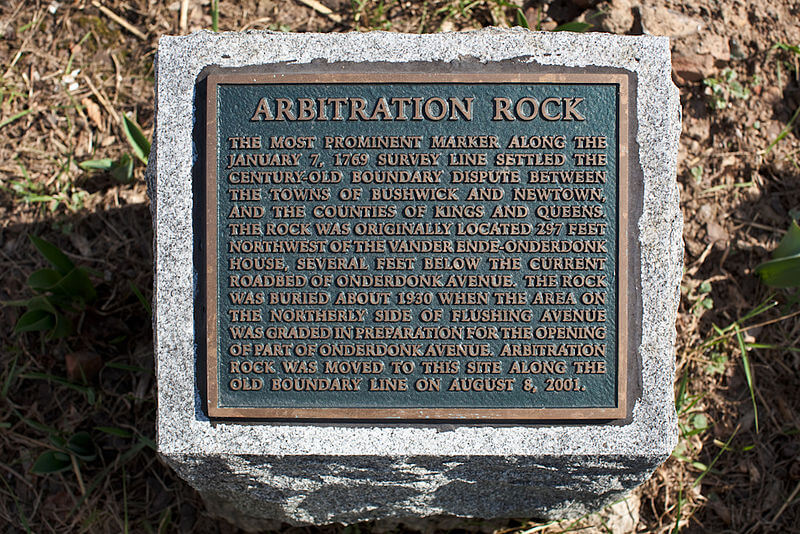 ARBITRATION ROCK
THE MOST PROMINENT MARKER ALONG THE
JANUARY 7, 1769 SURVEY LINE SETTLED THE
CENTURY-OLD BOUNDARY DISPUTE BETWEEN
THE TOWNS OF BUSHWICK AND NEWTOWN,
AND THE COUNTIES OF KINGS AND QUEENS.
THE ROCK WAS ORIGINALLY LOCATED 297 FEET
NORTHWEST OF THE VANDER ENDE-ONDERDONK
HOUSE, SEVERAL FEET BELOW THE CURRENT
ROADBED OF ONDERDONK AVENUE. THE ROCK
WAS BURIED ABOUT 1930 WHEN THE AREA ON
THE NORTHERLY SIDE OF FLUSHING AVENUE
WAS GRADED IN PREPARATION FOR THE OPENING
OF PART OF ONDERDONK AVENUE. ARBITRATION
ROCK WAS MOVED TO THIS SITE ALONG THE
OLD BOUNDARY LINE ON AUGUST 8, 2001.